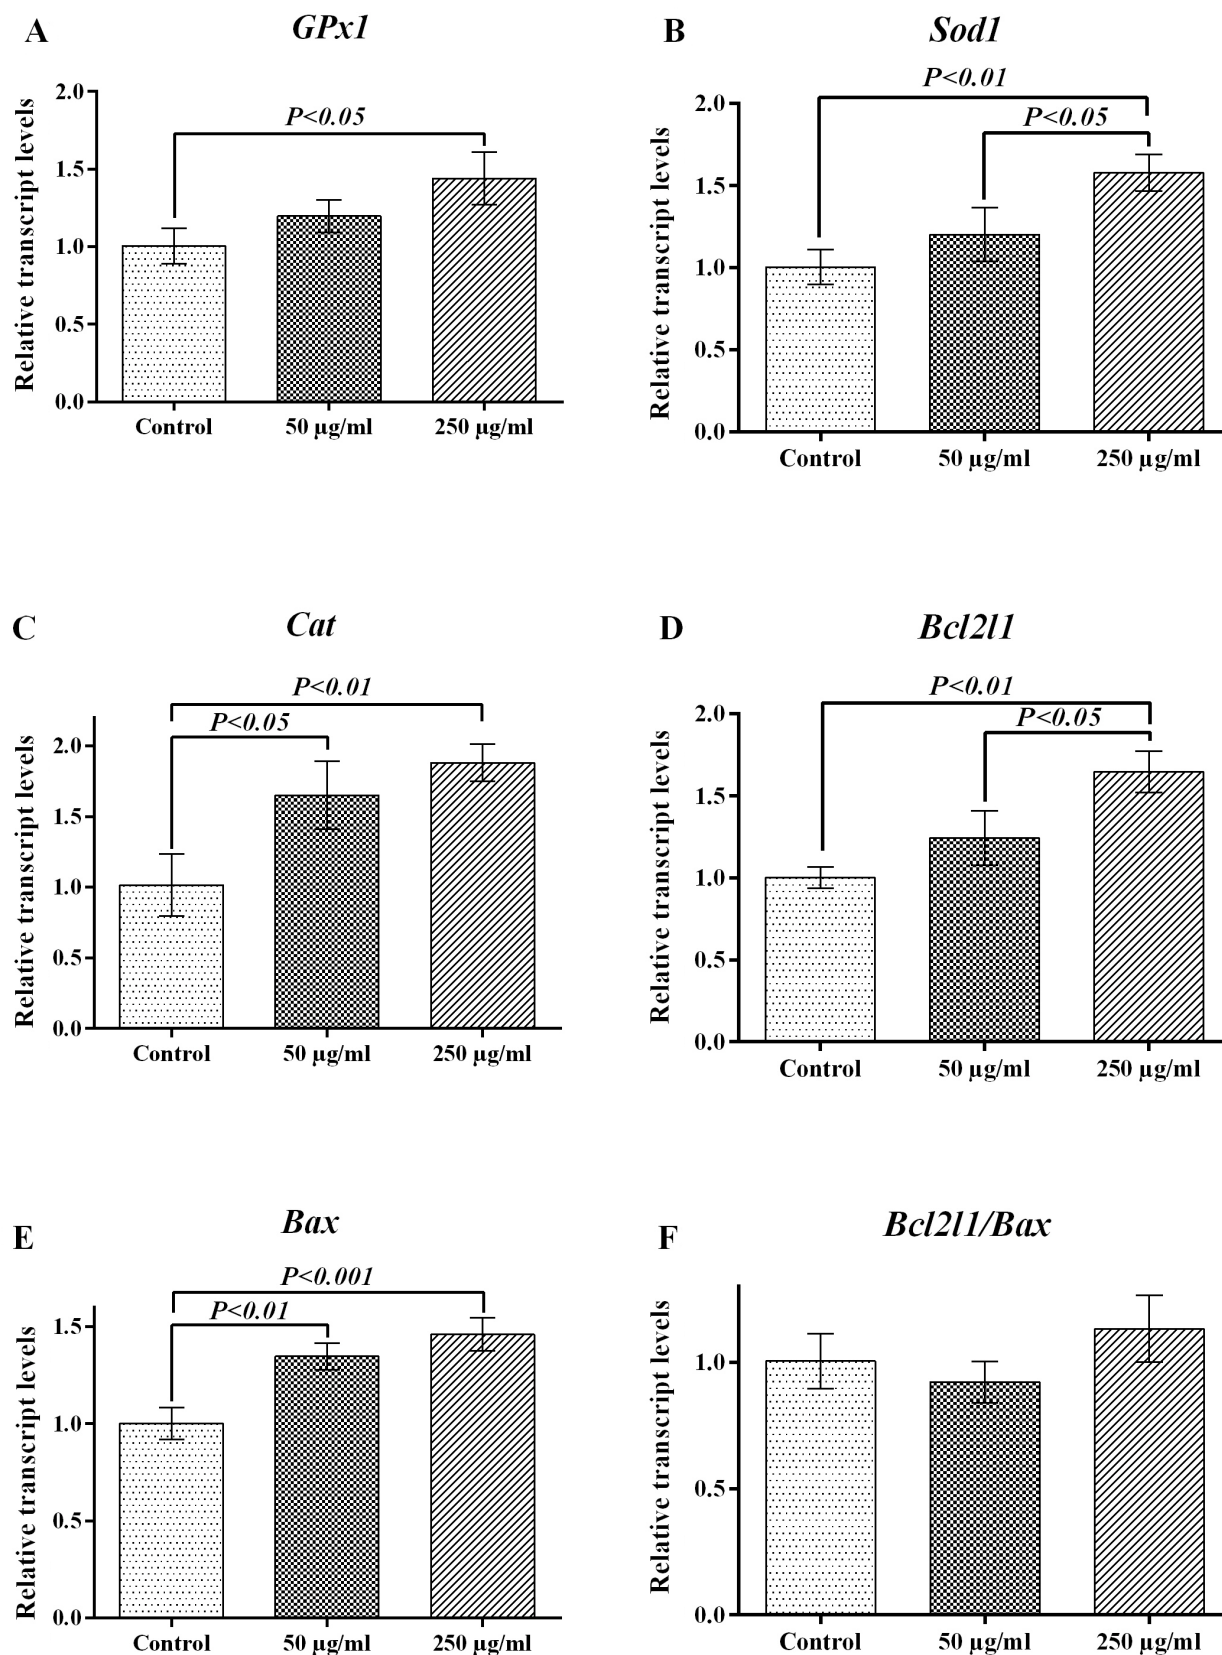 A
GPx1
P<0.05
Relative transcript levels
2.0
1.5
1.0
0.5
0.0
Control 50 µg/ml 250 µg/ml
B
Sod1
P<0.01
P<0.05
Relative transcript levels
2.0
1.5
1.0
0.5
0.0
Control 50 µg/ml 250 µg/ml
C
Cat
P<0.01
P<0.05
Relative transcript levels
2.0
1.5
1.0
0.5
0.0
Control 50 µg/ml 250 µg/ml
D
Bcl2l1
P<0.01
P<0.05
Relative transcript levels
2.0
1.5
1.0
0.5
0.0
Control 50 µg/ml 250 µg/ml
E
Bax
P<0.001
P<0.01
Relative transcript levels
1.5
1.0
0.5
0.0
Control 50 µg/ml 250 µg/ml
F
Bcl2l1/Bax
Relative transcript levels
1.0
0.5
0.0
Control 50 µg/ml 250 µg/ml